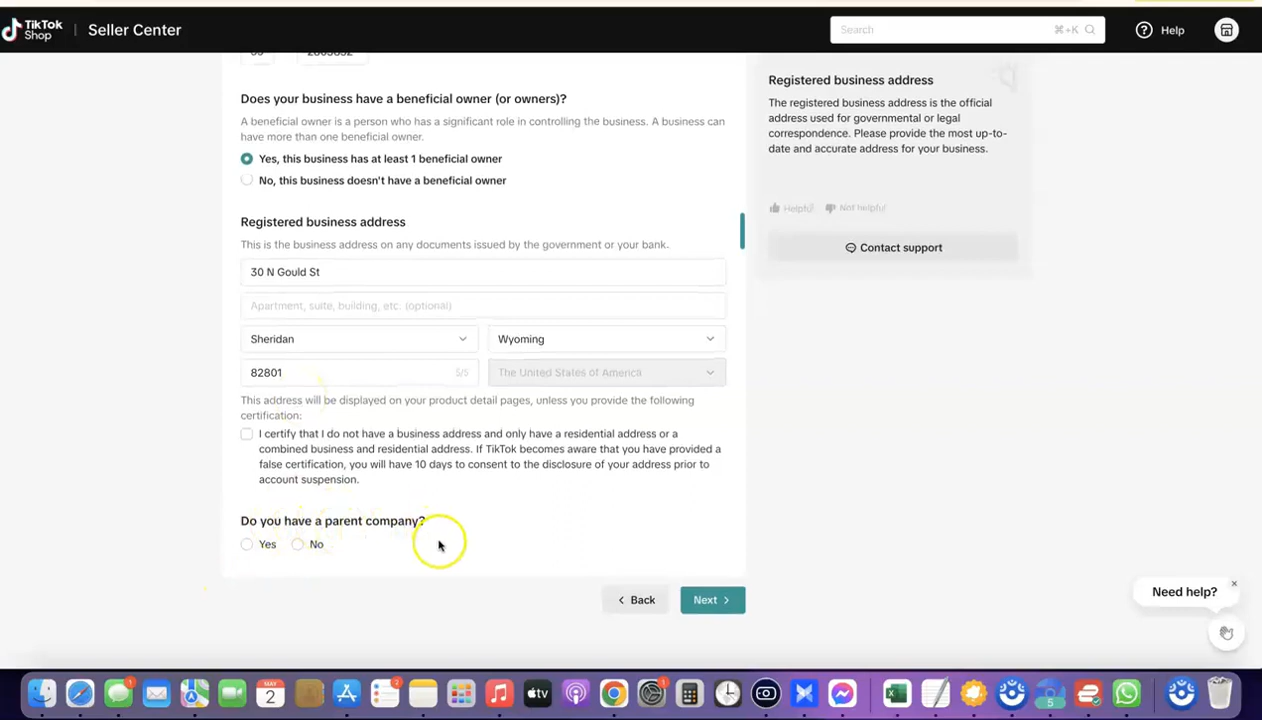 TikTok
Shop
Seller Center
Search
⌘+K
Help
Does your business have a beneficial owner (or owners)?
A beneficial owner is a person who has a significant role in controlling the business. A business can
have more than one beneficial owner.
Yes, this business has at least 1 beneficial owner
No, this business doesn't have a beneficial owner
Registered business address
This is the business address on any documents issued by the government or your bank.
30 N Gould St
Apartment, suite, building, etc. (optional)
Sheridan
Wyoming
82801
5/5
The United States of America
This address will be displayed on your product detail pages, unless you provide the following
certification:
I certify that I do not have a business address and only have a residential address or a
combined business and residential address. If TikTok becomes aware that you have provided a
false certification, you will have 10 days to consent to the disclosure of your address prior to
account suspension.
Do you have a parent company?
Yes
No
Back
Next
Registered business address
The registered business address is the official
address used for governmental or legal
correspondence. Please provide the most up-to-
date and accurate address for your business.
Helpful
Not helpful
Contact support
Need help?
1
MAY
2
tv
1
5